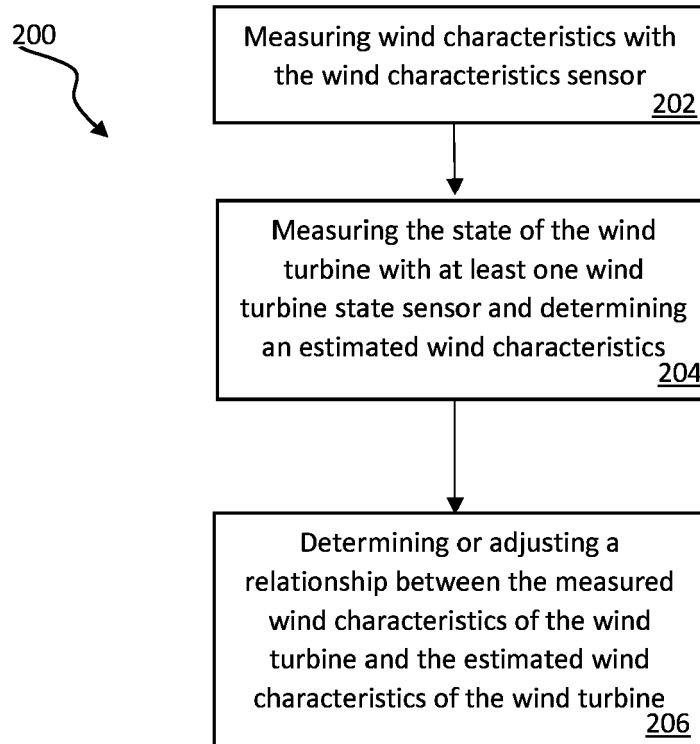 200
Measuring wind characteristics with
the wind characteristics sensor
202
Measuring the state of the wind
turbine with at least one wind
turbine state sensor and determining
an estimated wind characteristics
204
Determining or adjusting a
relationship between the measured
wind characteristics of the wind
turbine and the estimated wind
characteristics of the wind turbine
206